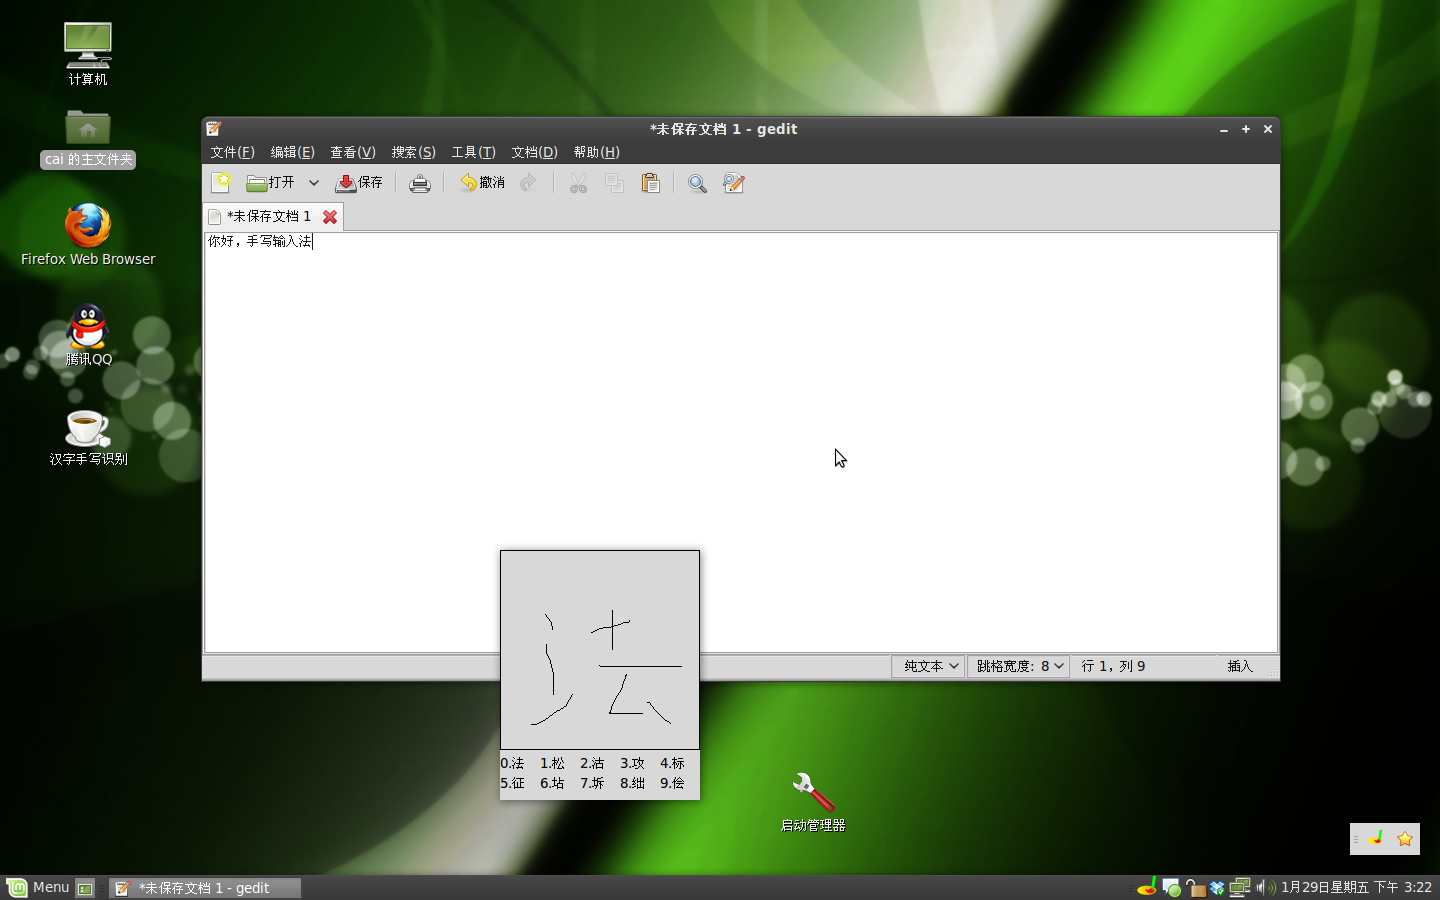 计算机
cai 的主文件夹
Firefox Web Browser
腾讯QQ
汉字手写识别
*未保存文档 1 - gedit
文件(F) 编辑(E) 查看(V) 搜索(S) 工具(T) 文档(D) 帮助(H)
打开 保存 撤消
*未保存文档 1
你好，手写输入法
纯文本 跳格宽度: 8 行 1，列 9 插入
法
0.法 1.松 2.沽 3.攻 4.标
5.征 6.坫 7.坼 8.绌 9.侩
启动管理器
Menu *未保存文档 1 - gedit 1月29日星期五 下午 3:22